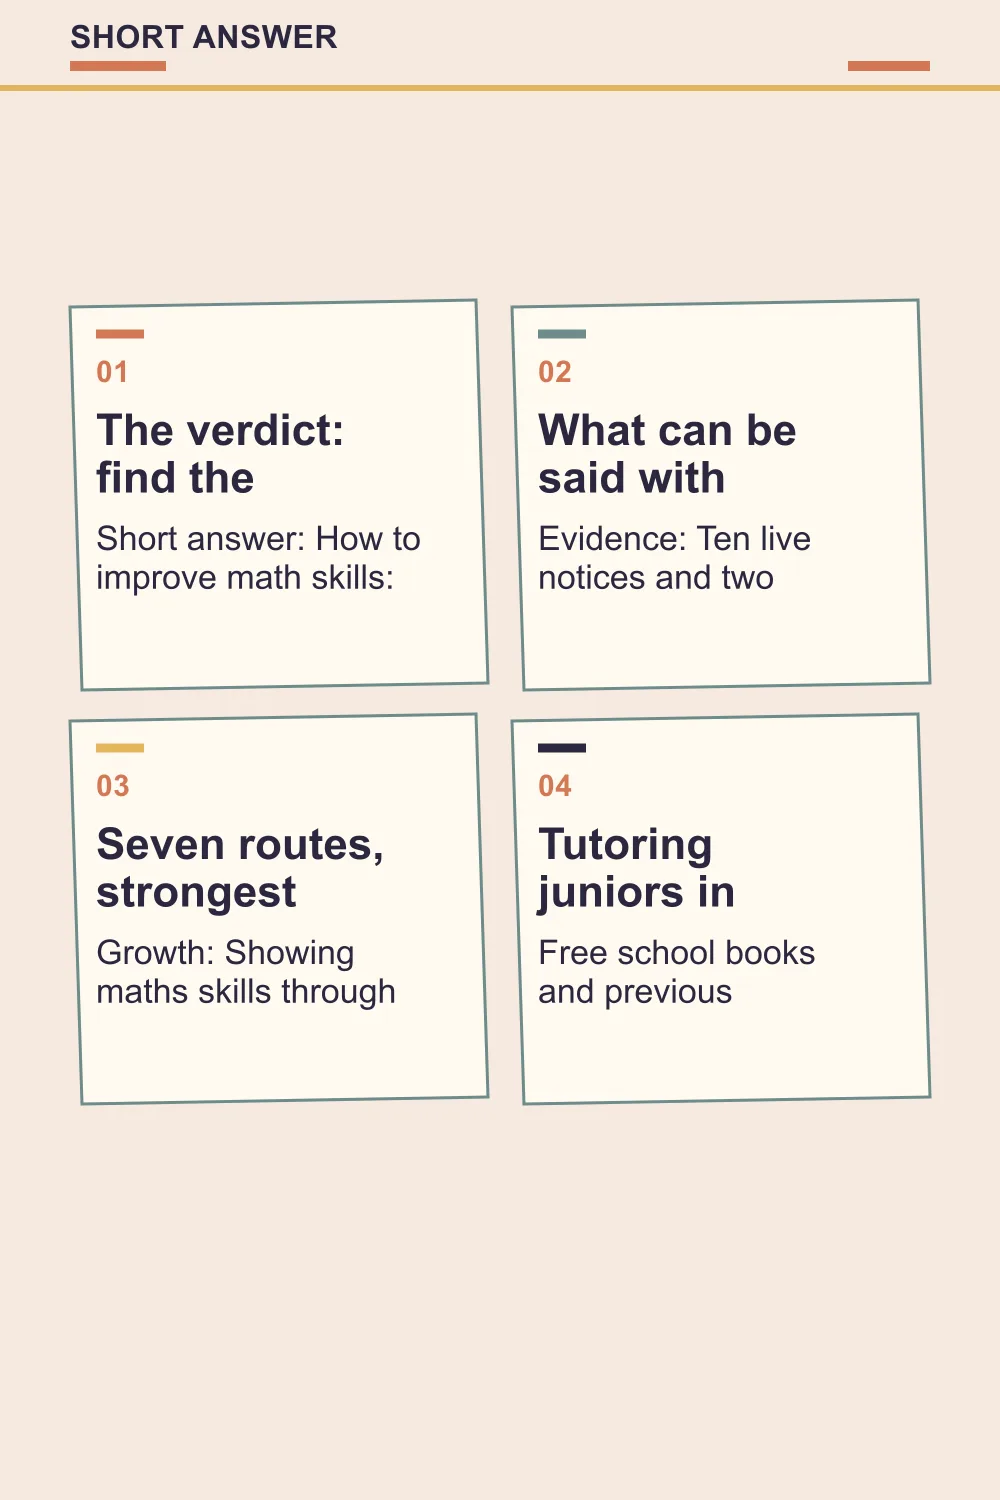 SHORT ANSWER
01
The verdict:
find the
Short answer: How to
improve math skills:
02
What can be
said with
Evidence: Ten live
notices and two
03
Seven routes,
strongest
Growth: Showing
maths skills through
04
Tutoring
juniors in
Free school books
and previous